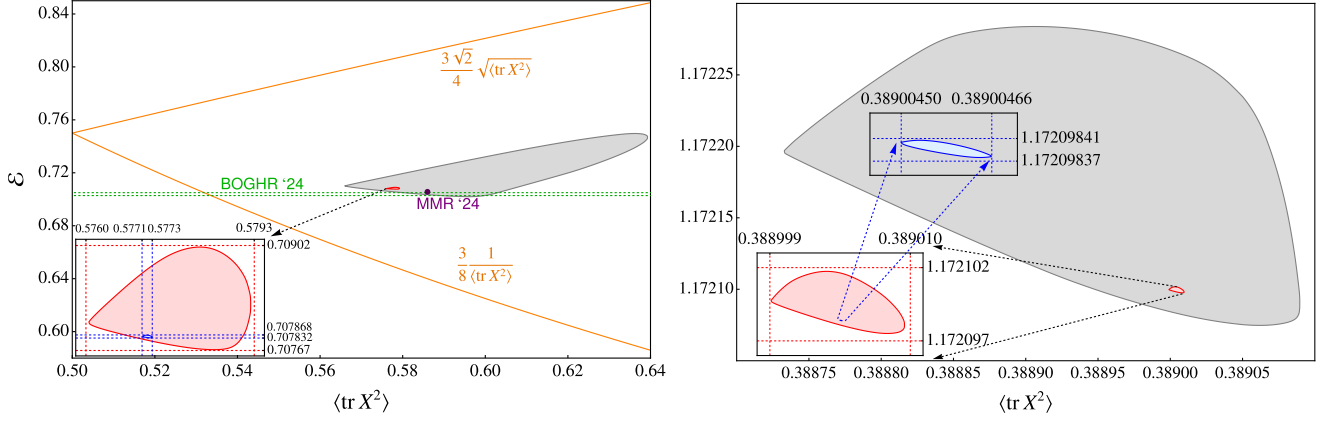 0.84
0.80
0.76
0.72
0.68
0.64
0.60
ℰ
3√2/4 √⟨tr X²⟩
BOGHR ‘24
MMR ‘24
3/8 1/⟨tr X²⟩
0.5760 0.5771 0.5773 0.5793
0.70902
0.707868
0.707832
0.70767
0.50 0.52 0.54 0.56 0.58 0.60 0.62 0.64
⟨tr X²⟩
1.17225
1.17220
1.17215
1.17210
0.38900450 0.38900466
1.17209841
1.17209837
0.388999 0.389010
1.172102
1.172097
0.38875 0.38880 0.38885 0.38890 0.38895 0.38900 0.38905
⟨tr X²⟩